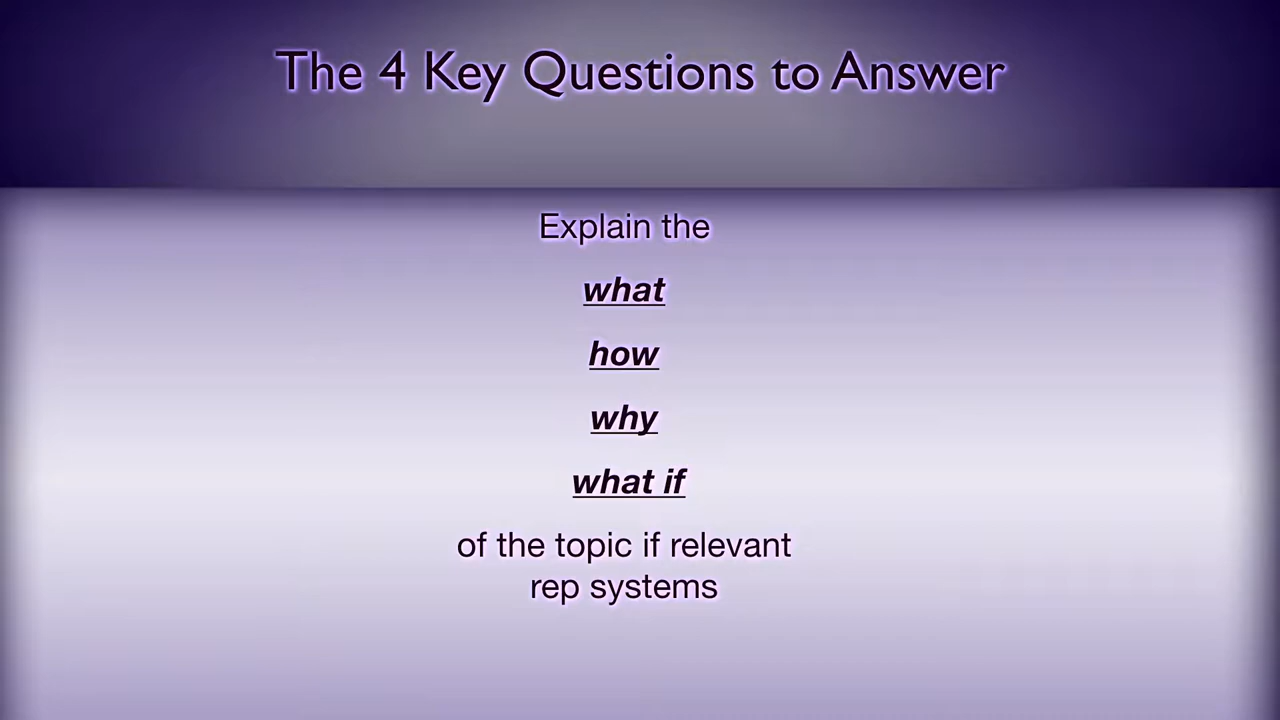 The 4 Key Questions to Answer
Explain the
what
how
why
what if
of the topic if relevant
rep systems